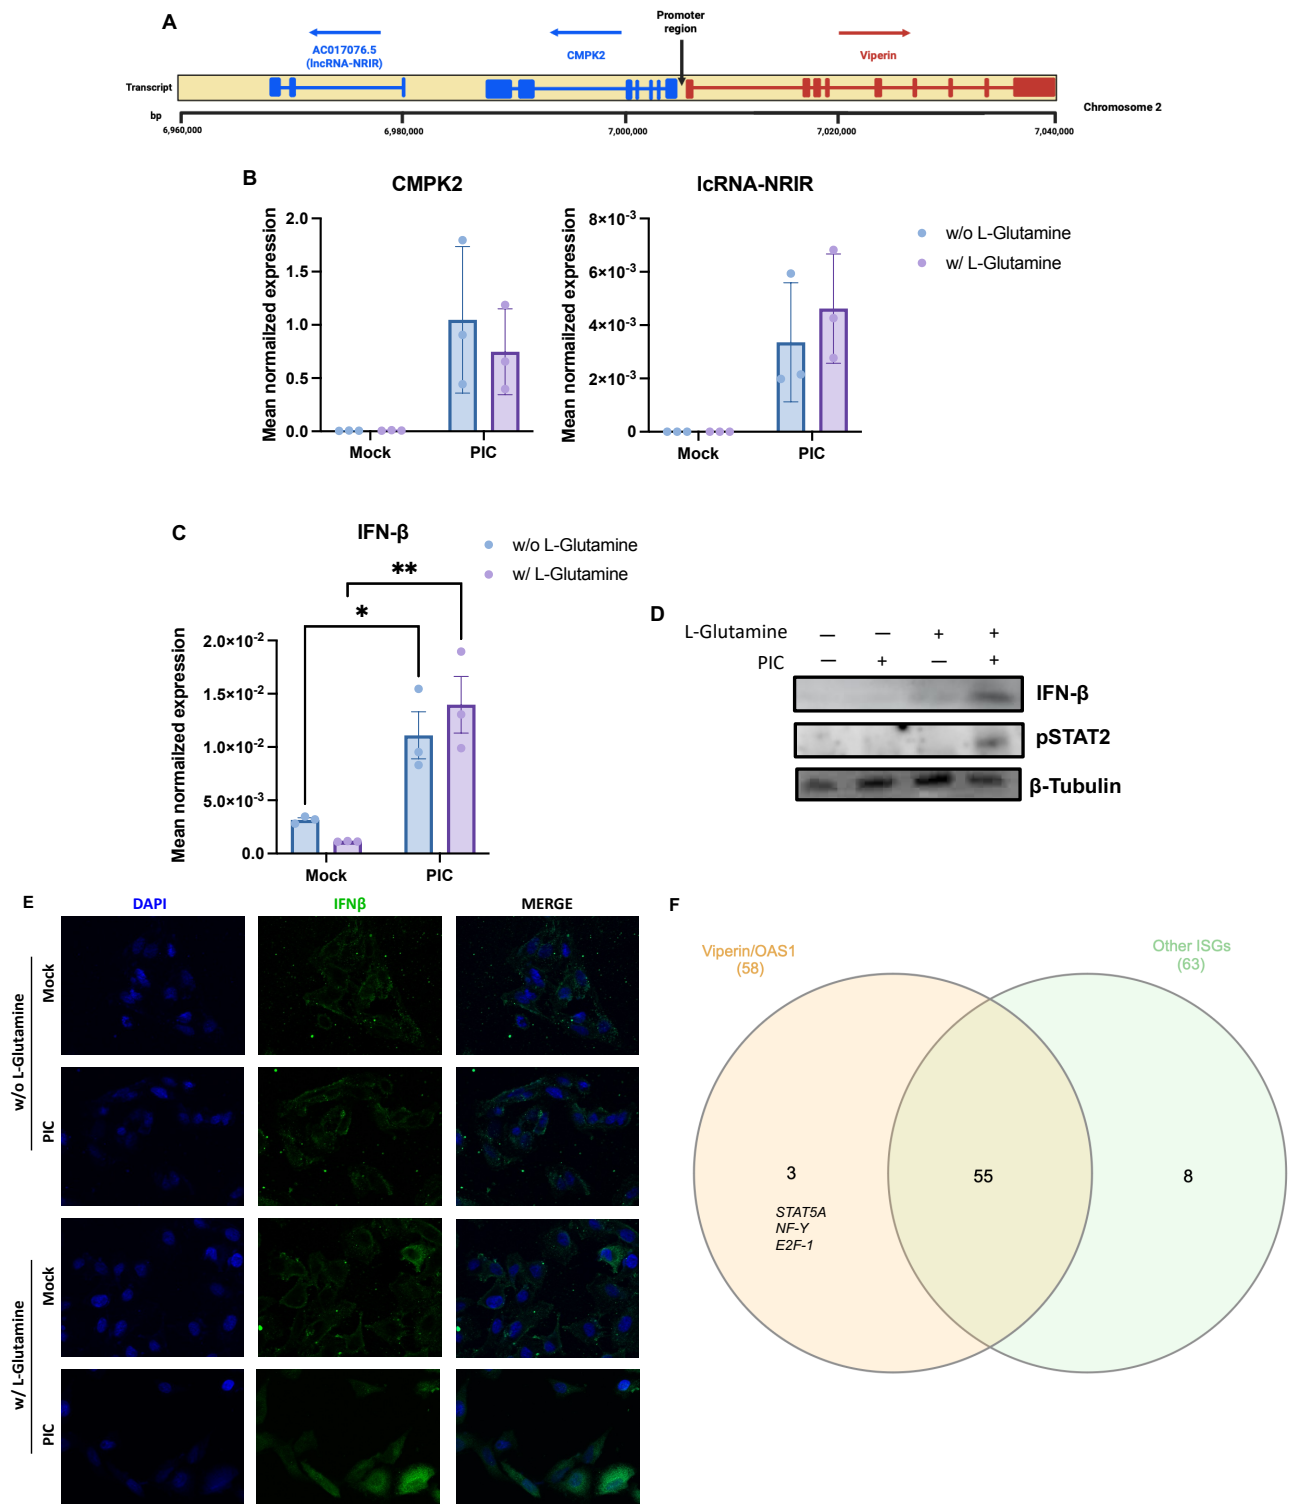 A
Promoter
region
AC017076.5
(lncRNA-NRIR)
CMPK2
Viperin
Transcript
bp
Chromosome 2
6,960,000
6,980,000
7,000,000
7,020,000
7,040,000
B
CMPK2
Mean normailzed expression
2.0
1.5
1.0
0.5
0.0
Mock
PIC
lcRNA-NRIR
Mean normailzed expression
8×10⁻³
6×10⁻³
4×10⁻³
2×10⁻³
0
Mock
PIC
w/o L-Glutamine
w/ L-Glutamine
C
IFN-β
w/o L-Glutamine
w/ L-Glutamine
**
*
Mean normailzed expression
2.0×10⁻²
1.5×10⁻²
1.0×10⁻²
5.0×10⁻³
0.0
Mock
PIC
D
L-Glutamine — — + +
PIC — + — +
IFN-β
pSTAT2
β-Tubulin
E
DAPI
IFNβ
MERGE
w/o L-Glutamine
Mock
PIC
w/ L-Glutamine
Mock
PIC
F
Viperin/OAS1
(58)
Other ISGs
(63)
3
STAT5A
NF-Y
E2F-1
55
8